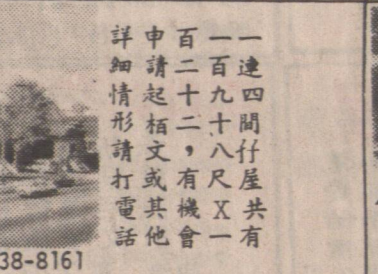 一連四間仔屋共有
一百九十八尺X一
百二十二，有機會
申請起栢文或其他
詳細情形請打電話
38-8161